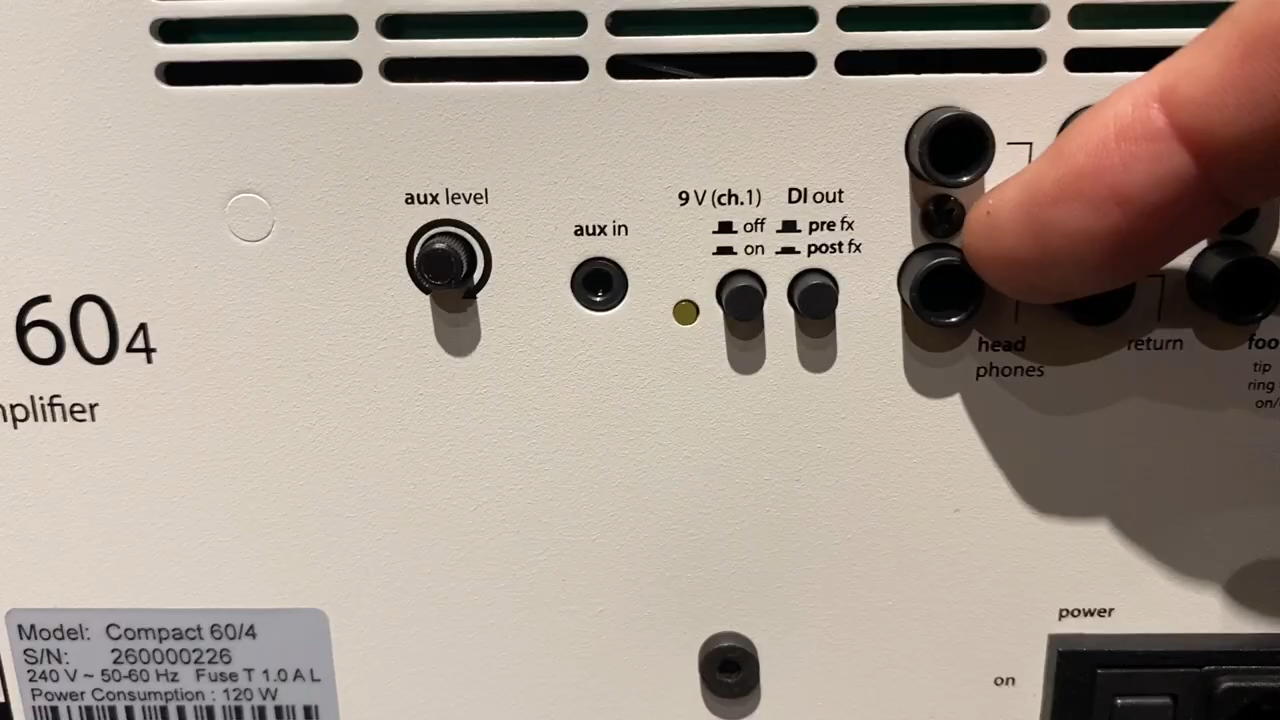 aux level
aux in
9 V (ch.1) DI out
off pre fx
on post fx
60 4
head
phones
return
foo
tip
ring
on/
power
on
Model: Compact 60/4
S/N: 260000226
240 V ~ 50-60 Hz Fuse T 1.0 A L
Power Consumption : 120 W